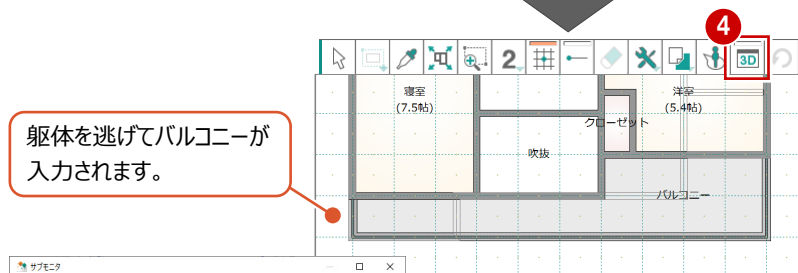 4
2
3D
寝室
(7.5帖)
洋室
(5.4帖)
クローゼット
吹抜
バルコニー
躯体を逃げてバルコニーが
入力されます。
サブモニタ